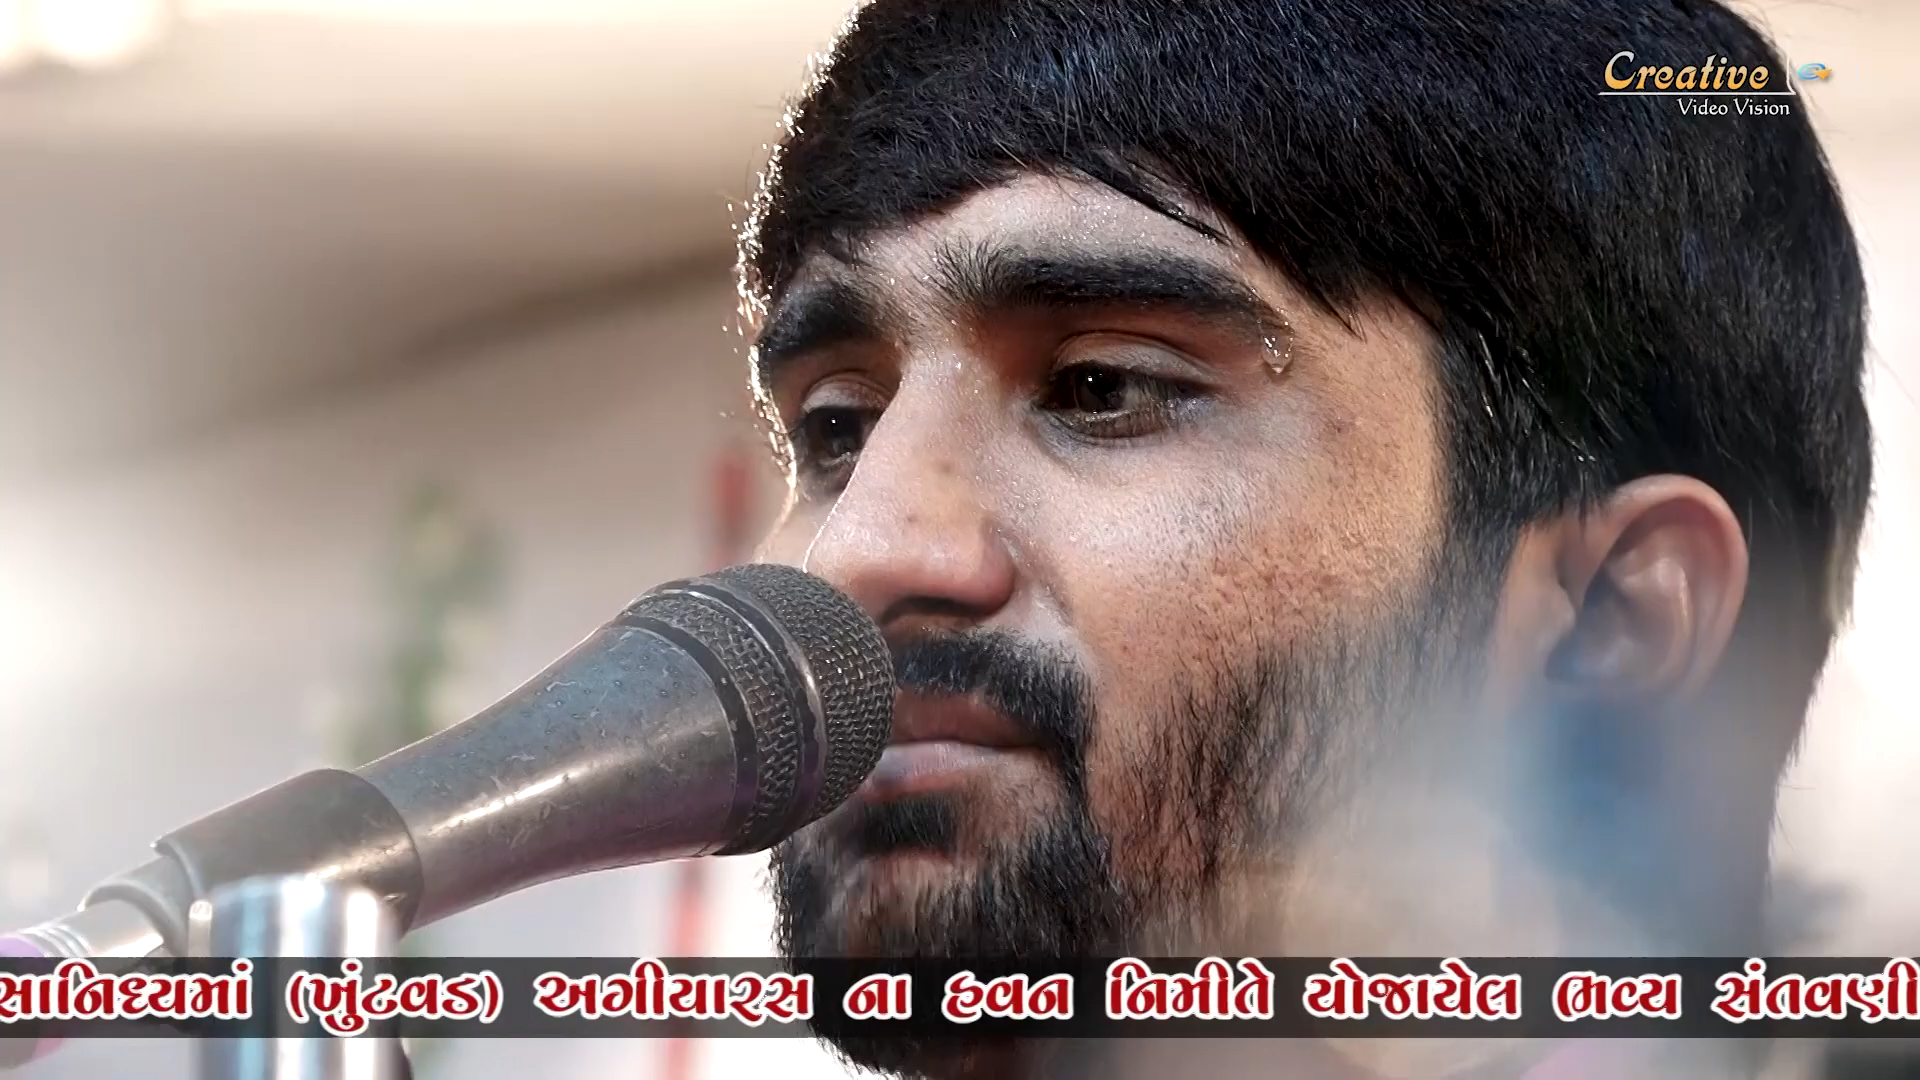 Creative
Video Vision
સાનિધ્યમાં (ખુંટવડ) અગીયારસ ના હવન નિમીતે યોજાયેલ ભવ્ય સંતવણી